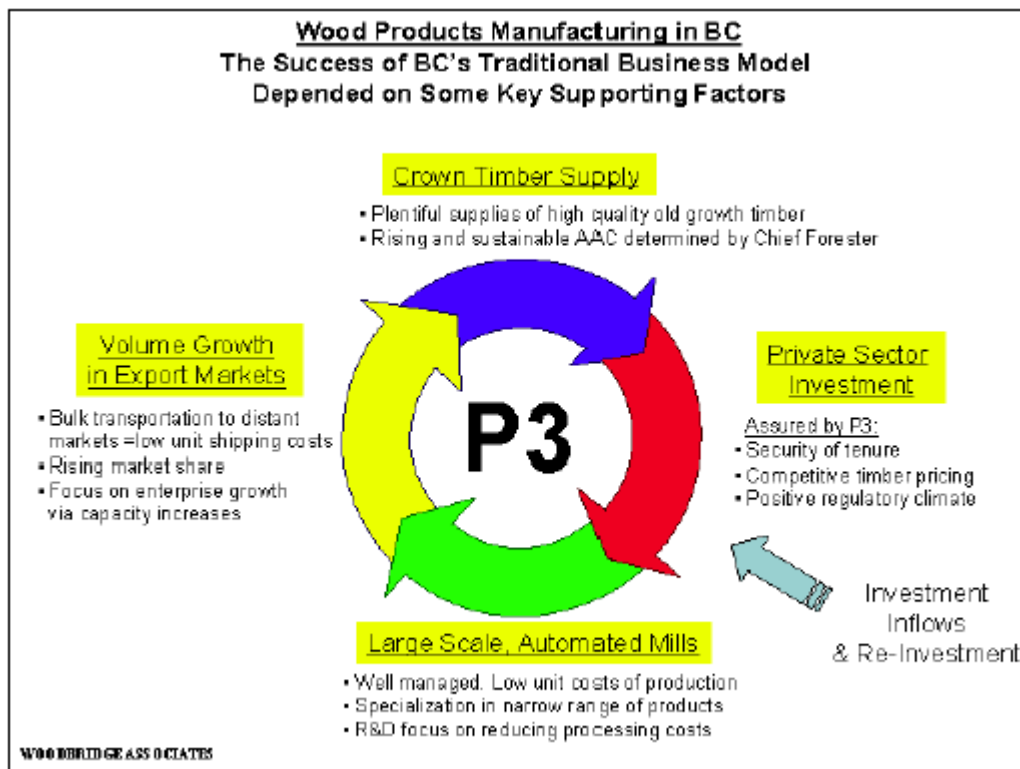 Wood Products Manufacturing in BC
The Success of BC's Traditional Business Model
Depended on Some Key Supporting Factors
Crown Timber Supply
▪ Plentiful supplies of high quality old growth timber
▪ Rising and sustainable AAC determined by Chief Forester
Volume Growth
in Export Markets
▪ Bulk transportation to distant
markets =low unit shipping costs
▪ Rising market share
▪ Focus on enterprise growth
via capacity increases
P3
Private Sector
Investment
Assured by P3:
▪ Security of tenure
▪ Competitive timber pricing
▪ Positive regulatory climate
Investment
Inflows
& Re-Investment
Large Scale, Automated Mills
▪ Well managed. Low unit costs of production
▪ Specialization in narrow range of products
▪ R&D focus on reducing processing costs
WOODBRIDGE ASSOCIATES